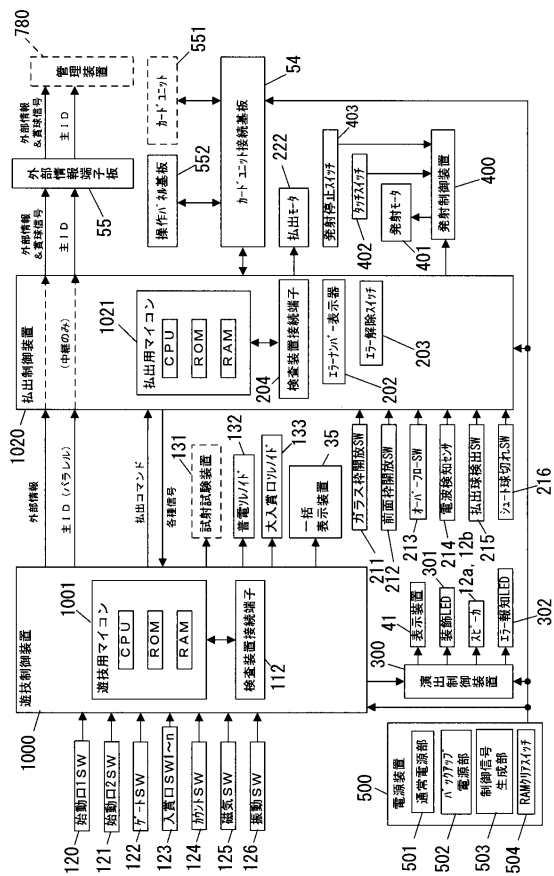 1000
遊技制御装置
1001
遊技用マイコン
CPU
ROM
RAM
検査装置接続端子
112
120
始動口1SW
121
始動口2SW
122
ゲートSW
123
入賞口SW1~n
124
カウントSW
125
磁気SW
126
振動SW
外部情報
主ID(パラレル)
払出コマンド
各種信号
131
試射試験装置
132
普電ソレノイド
133
大入賞口ソレノイド
35
一括
表示装置
1020
払出制御装置
(中継のみ)
1021
払出用マイコン
CPU
ROM
RAM
204
検査装置接続端子
202
エラーナンバー表示器
203
エラー解除スイッチ
外部情報
&賞球信号
主ID
55
外部情報端子板
外部情報
&賞球信号
主ID
780
管理装置
551
カードユニット
552
操作パネル基板
54
カードユニット接続基板
222
払出モータ
403
発射停止スイッチ
402
タッチスイッチ
401
発射モータ
400
発射制御装置
211
ガラス枠開放SW
212
前面枠開放SW
213
オーバーフローSW
214
電波検知センサ
215
払出球検出SW
216
シュート球切れSW
300
演出制御装置
41
表示装置
301
装飾LED
12a, 12b
スピーカ
302
エラー報知LED
500
電源装置
501
通常電源部
502
バックアップ
電源部
503
制御信号
生成部
504
RAMクリアスイッチ